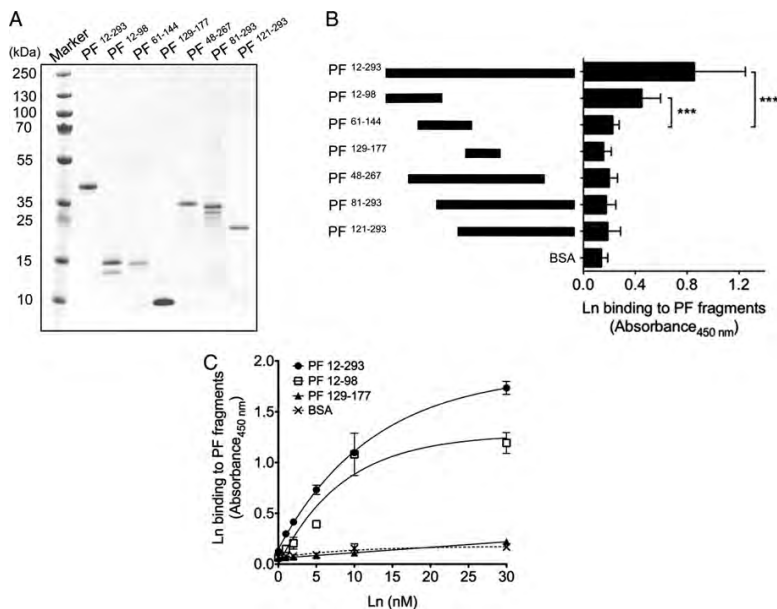 A
(kDa) Marker PF 12-293 PF 12-98 PF 61-144 PF 129-177 PF 48-267 PF 81-293 PF 121-293
250
130
100
70
55
35
25
15
10
B
PF 12-293
PF 12-98
PF 61-144
PF 129-177
PF 48-267
PF 81-293
PF 121-293
BSA
***
***
0.0 0.4 0.8 1.2
Ln binding to PF fragments
(Absorbance450 nm)
C
Ln binding to PF fragments
(Absorbance450 nm)
2.0
1.5
1.0
0.5
0.0
PF 12-293
PF 12-98
PF 129-177
BSA
0 5 10 15 20 25 30
Ln (nM)